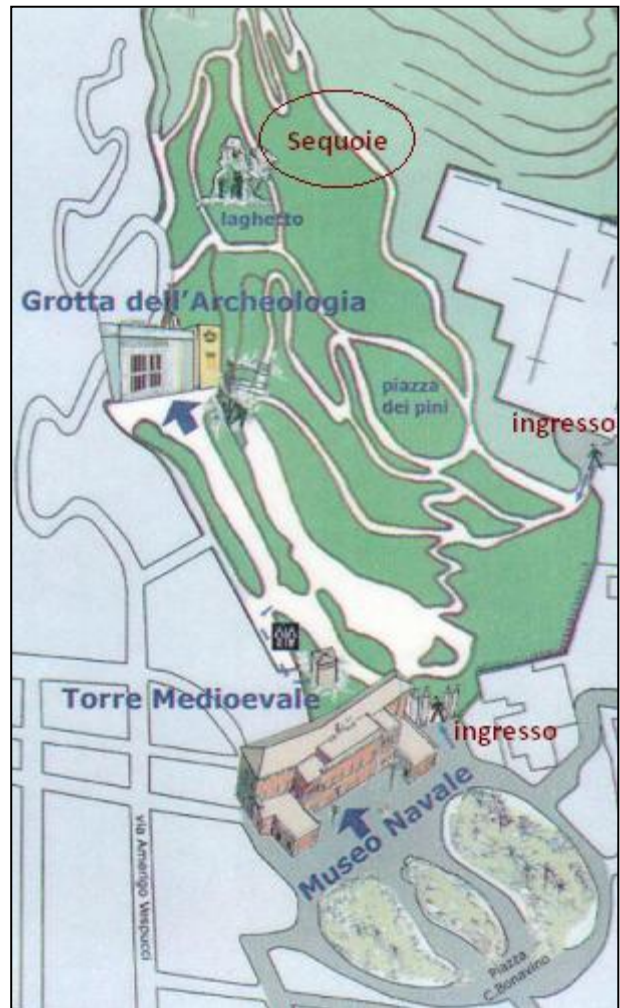 Sequoie
laghetto
Grotta dell'Archeologia
piazza
dei pini
ingresso
Torre Medioevale
ingresso
Museo Navale
via Amerigo Vespucci
Piazza
C. Bonavino